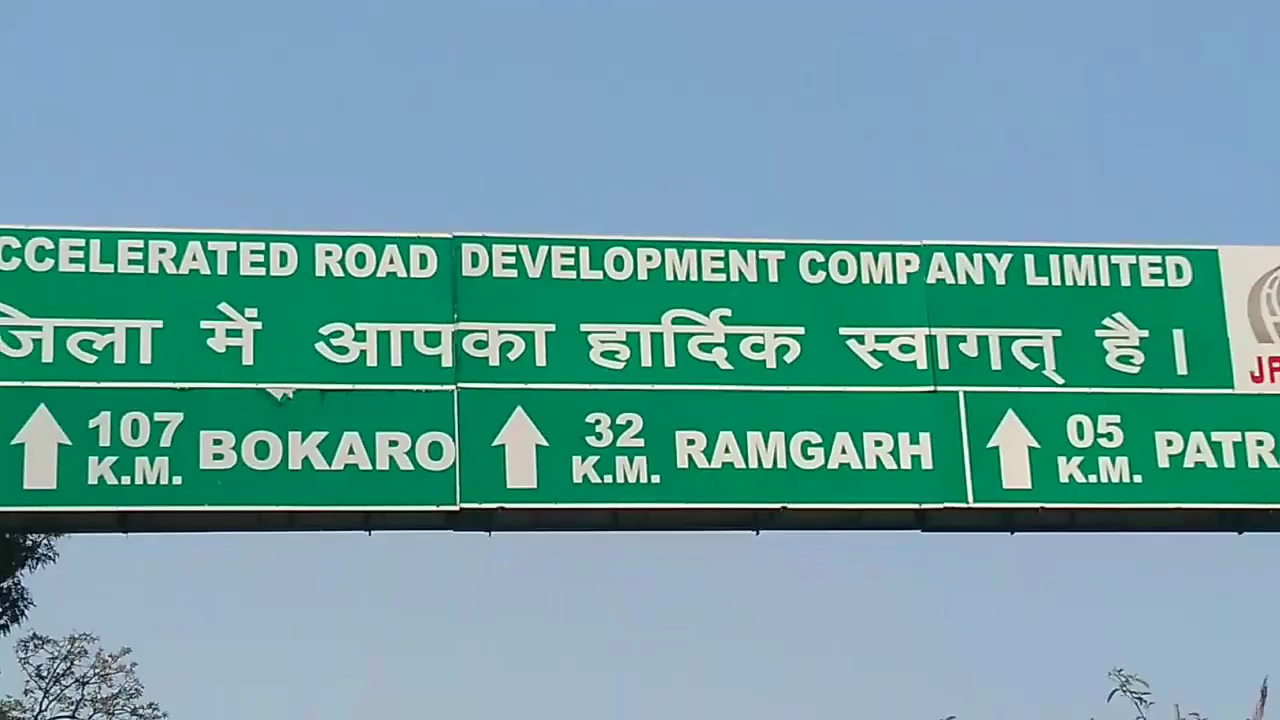 CCELERATED ROAD DEVELOPMENT COMPANY LIMITED
जिला में आपका हार्दिक स्वागत् है।
107 K.M. BOKARO
32 K.M. RAMGARH
05 K.M. PATR